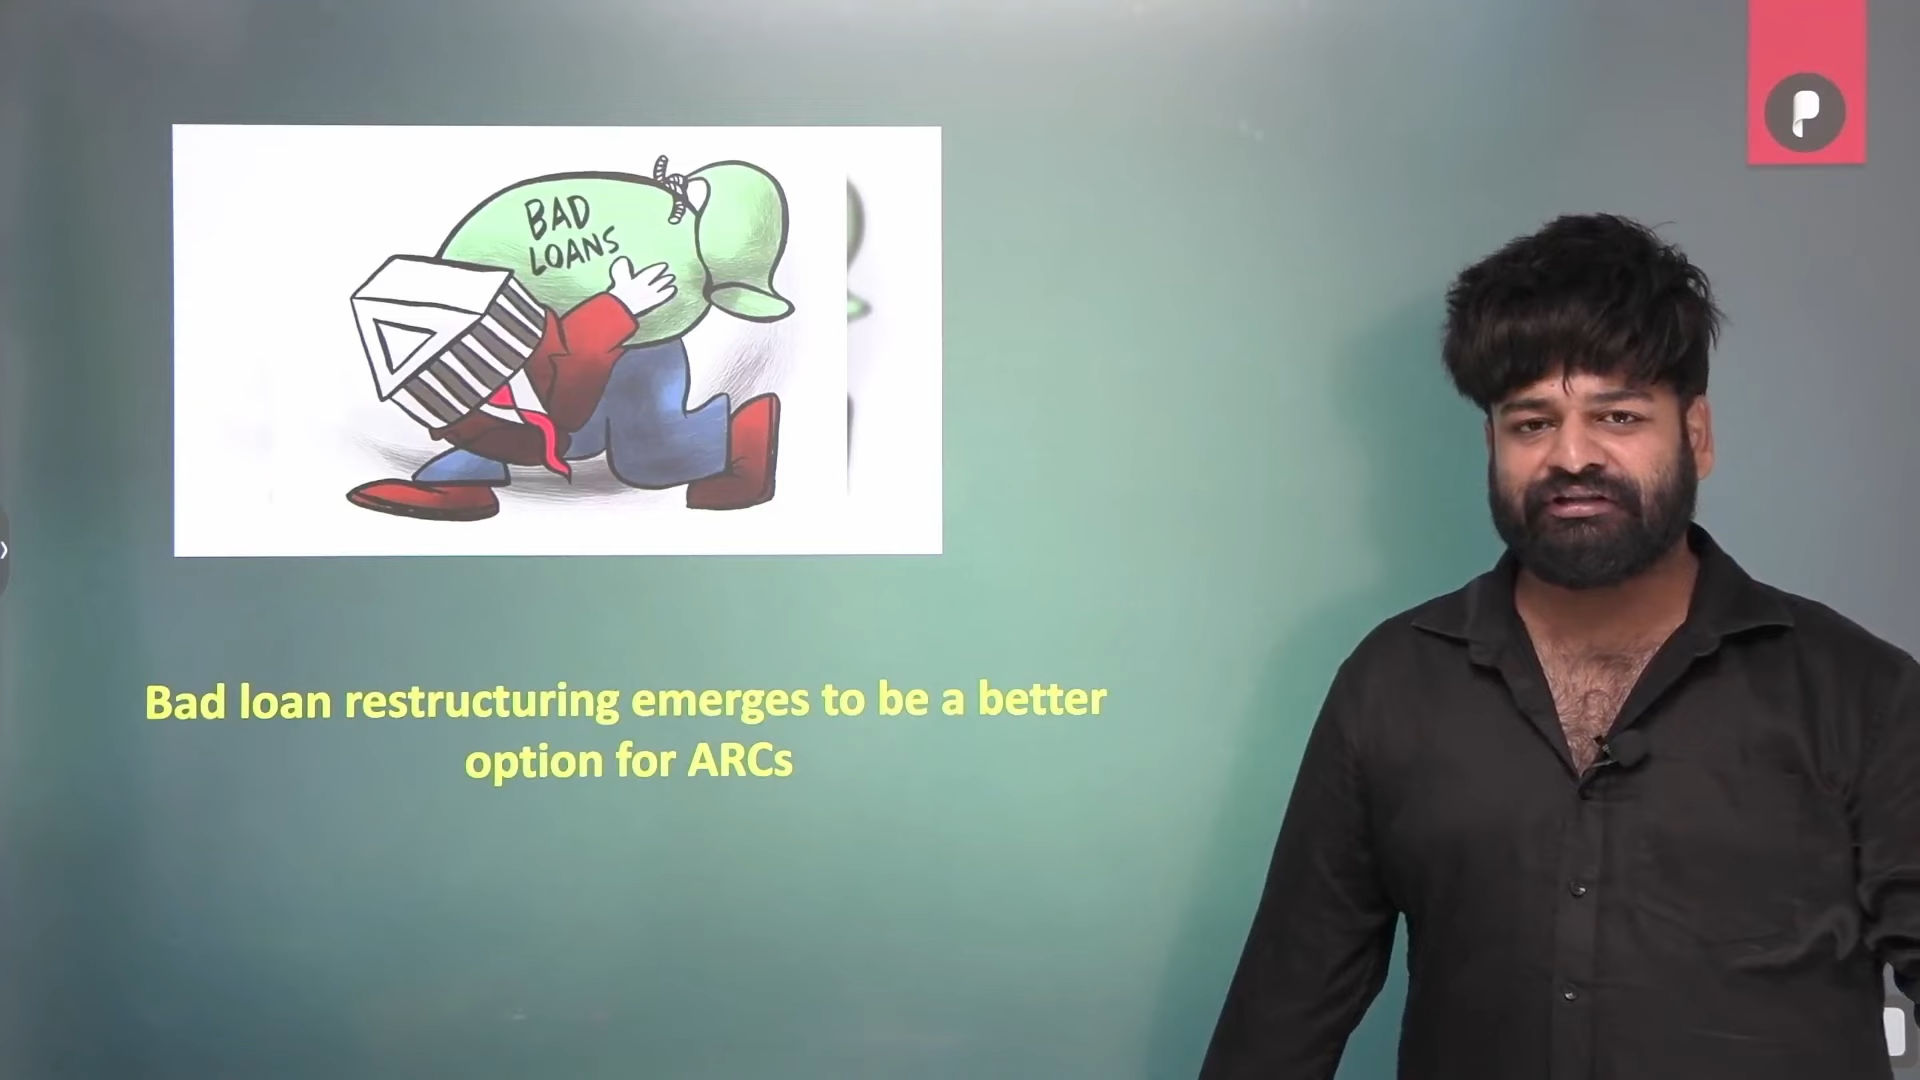 BAD
LOANS
Bad loan restructuring emerges to be a better
option for ARCs
P